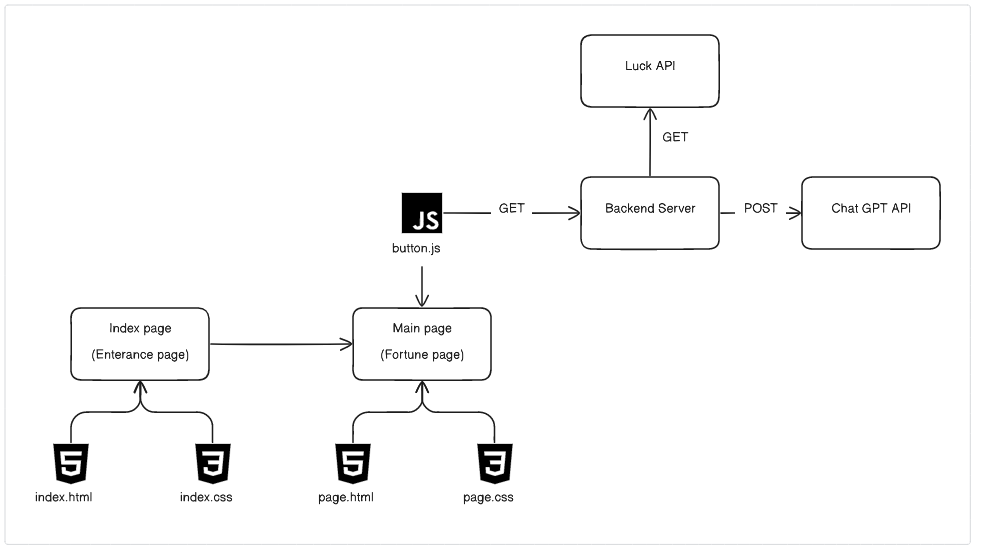 Luck API
GET
JS
GET
Backend Server
POST
Chat GPT API
button.js
Index page
(Enterance page)
Main page
(Fortune page)
5
3
5
3
index.html
index.css
page.html
page.css